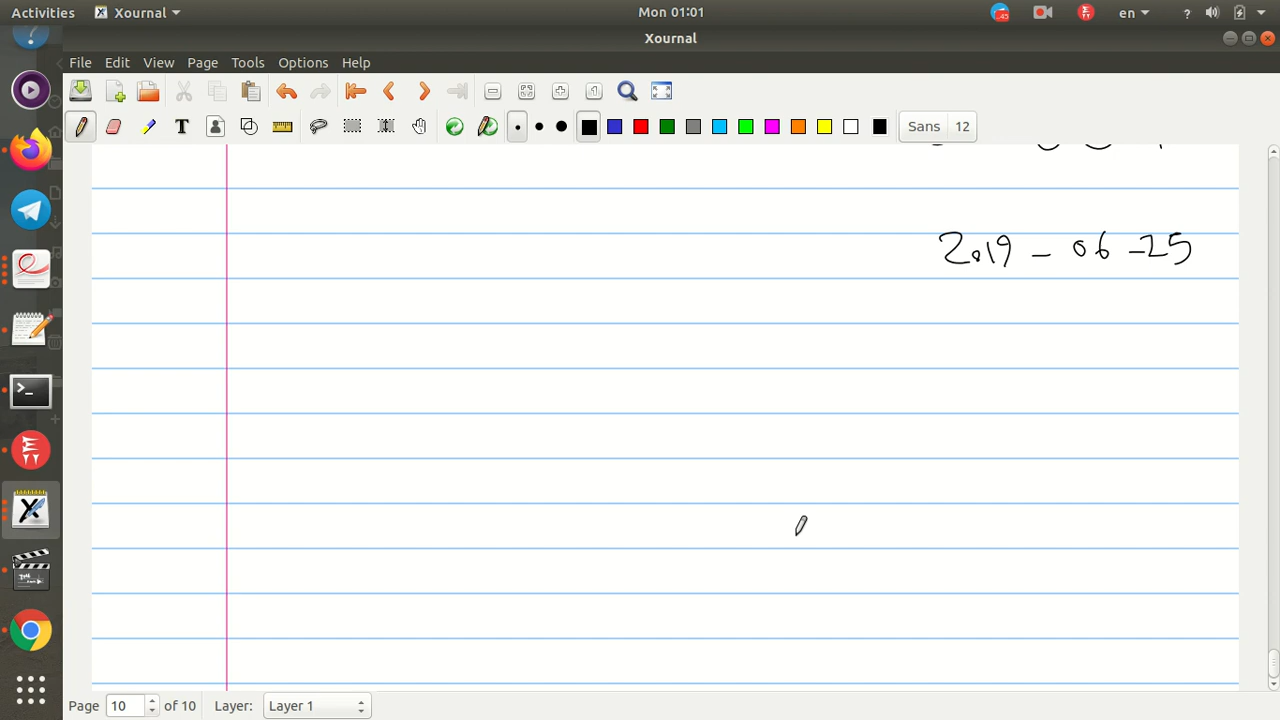 Activities Xournal Mon 01:01 en ?
Xournal
File Edit View Page Tools Options Help
Sans 12
2019 - 06 - 25
Page 10 of 10 Layer: Layer 1